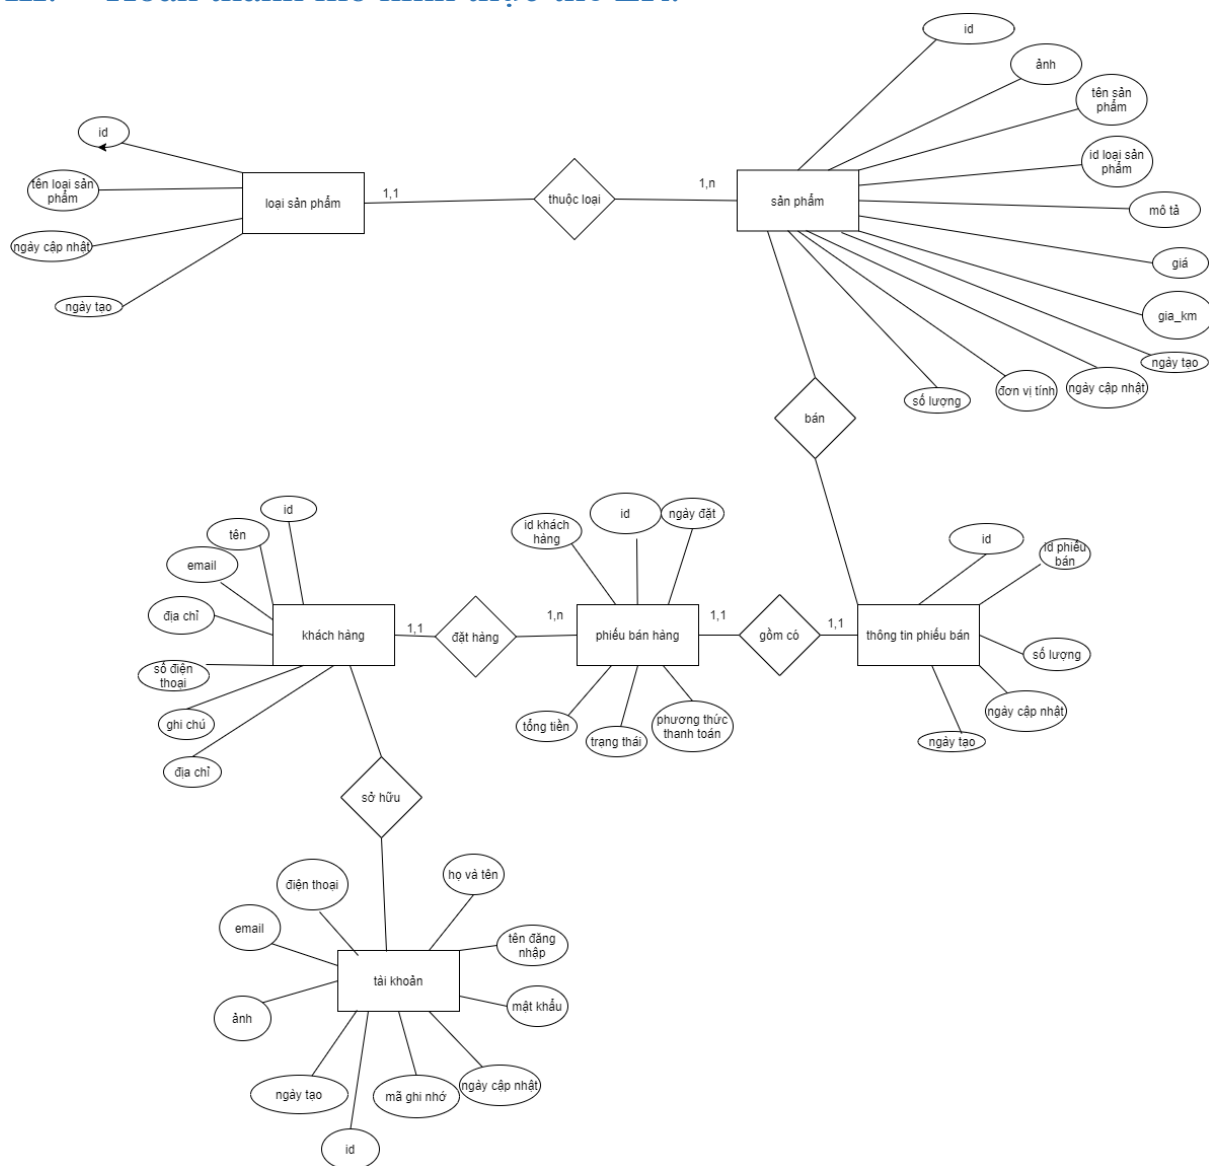 id
ảnh
tên sản
phẩm
id loại sản
phẩm
mô tả
giá
gia_km
ngày tạo
ngày cập nhật
đơn vị tính
số lượng
sản phẩm
1,n
thuộc loại
1,1
loại sản phẩm
id
tên loại sản
phẩm
ngày cập nhật
ngày tạo
bán
id
tên
email
địa chỉ
số điện
thoại
ghi chú
địa chỉ
khách hàng
1,1
đặt hàng
1,n
id khách
hàng
id
ngày đặt
phiếu bán hàng
tổng tiền
trạng thái
phương thức
thanh toán
1,1
gồm có
1,1
thông tin phiếu bán
id
id phiếu
bán
số lượng
ngày cập nhật
ngày tạo
sở hữu
điện thoại
họ và tên
email
tên đăng
nhập
tài khoản
mật khẩu
ảnh
ngày tạo
mã ghi nhớ
ngày cập nhật
id